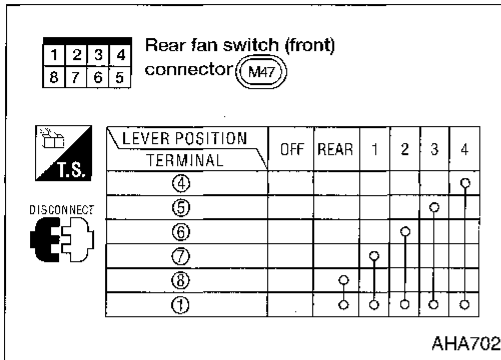 1 2 3 4
8 7 6 5
Rear fan switch (front)
connector M47
T.S.
DISCONNECT
LEVER POSITION
TERMINAL
OFF REAR 1 2 3 4
④
⑤
⑥
⑦
⑧
①
AHA702